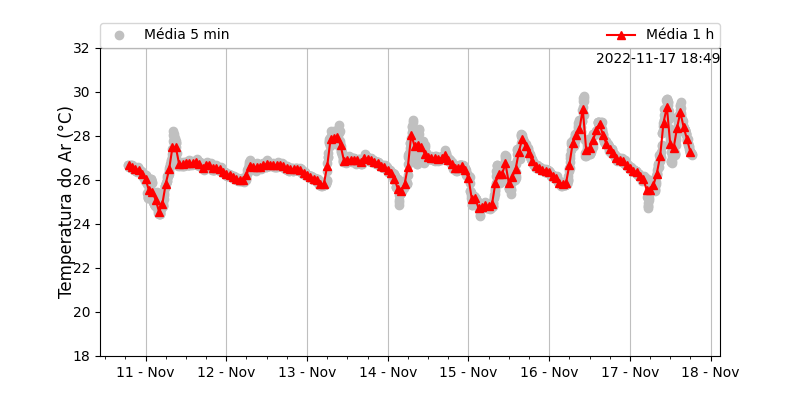 Média 5 min
Média 1 h
2022-11-17 18:49
Temperatura do Ar (°C)
32
30
28
26
24
22
20
18
11 - Nov
12 - Nov
13 - Nov
14 - Nov
15 - Nov
16 - Nov
17 - Nov
18 - Nov